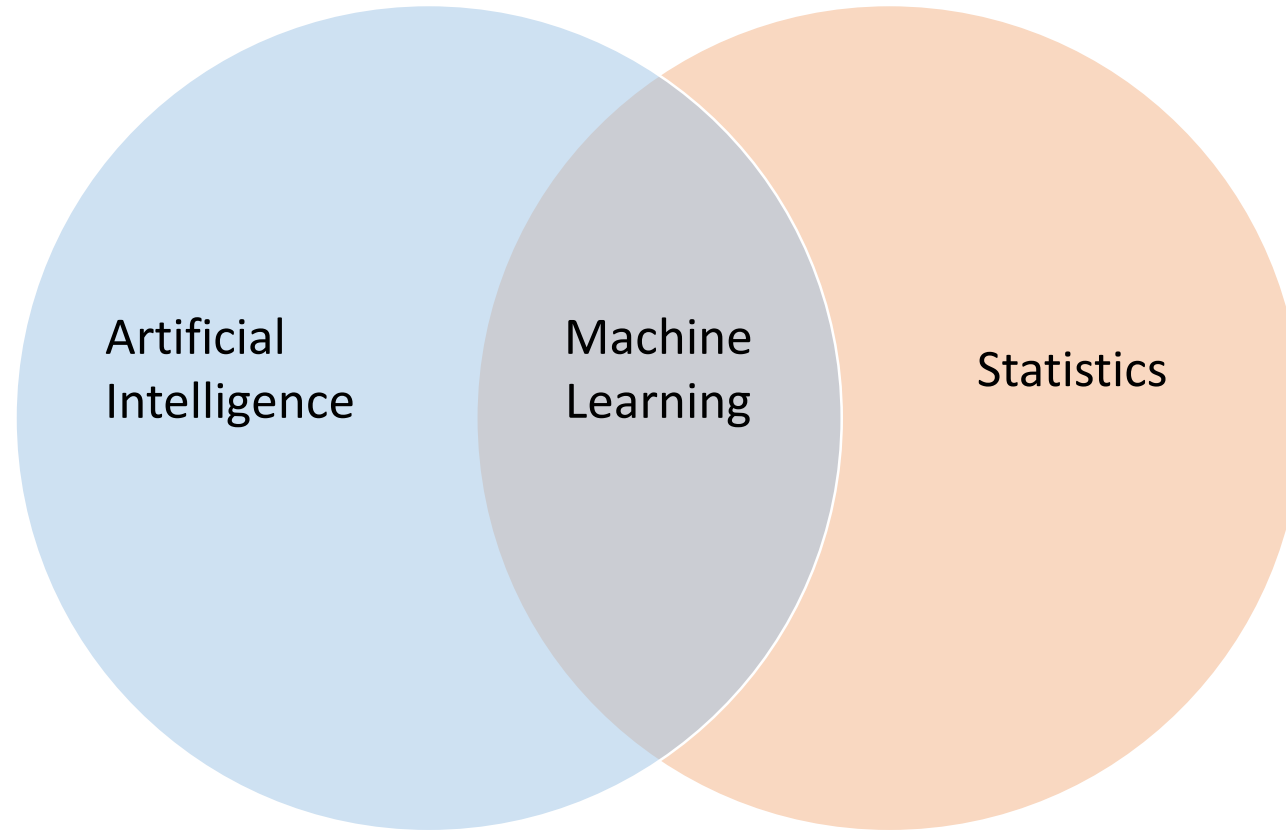 Artificial
Intelligence
Machine
Learning
Statistics